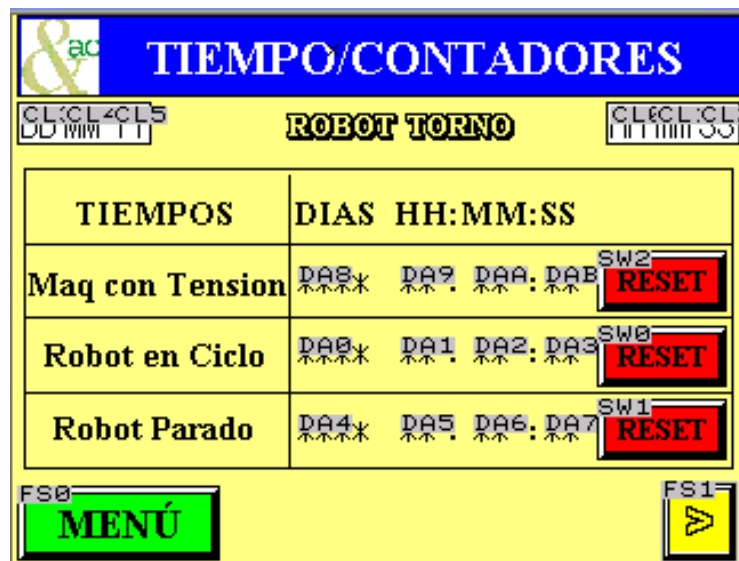 ac TIEMPO/CONTADORES
ROBOT TORNO
TIEMPOS DIAS HH:MM:SS
Maq con Tension DA8 DA9 DAA: DAB SW2 RESET
Robot en Ciclo DA0 DA1 DA2: DA3 SW0 RESET
Robot Parado DA4 DA5 DA6: DA7 SW1 RESET
FS0 MENÚ FS1 >